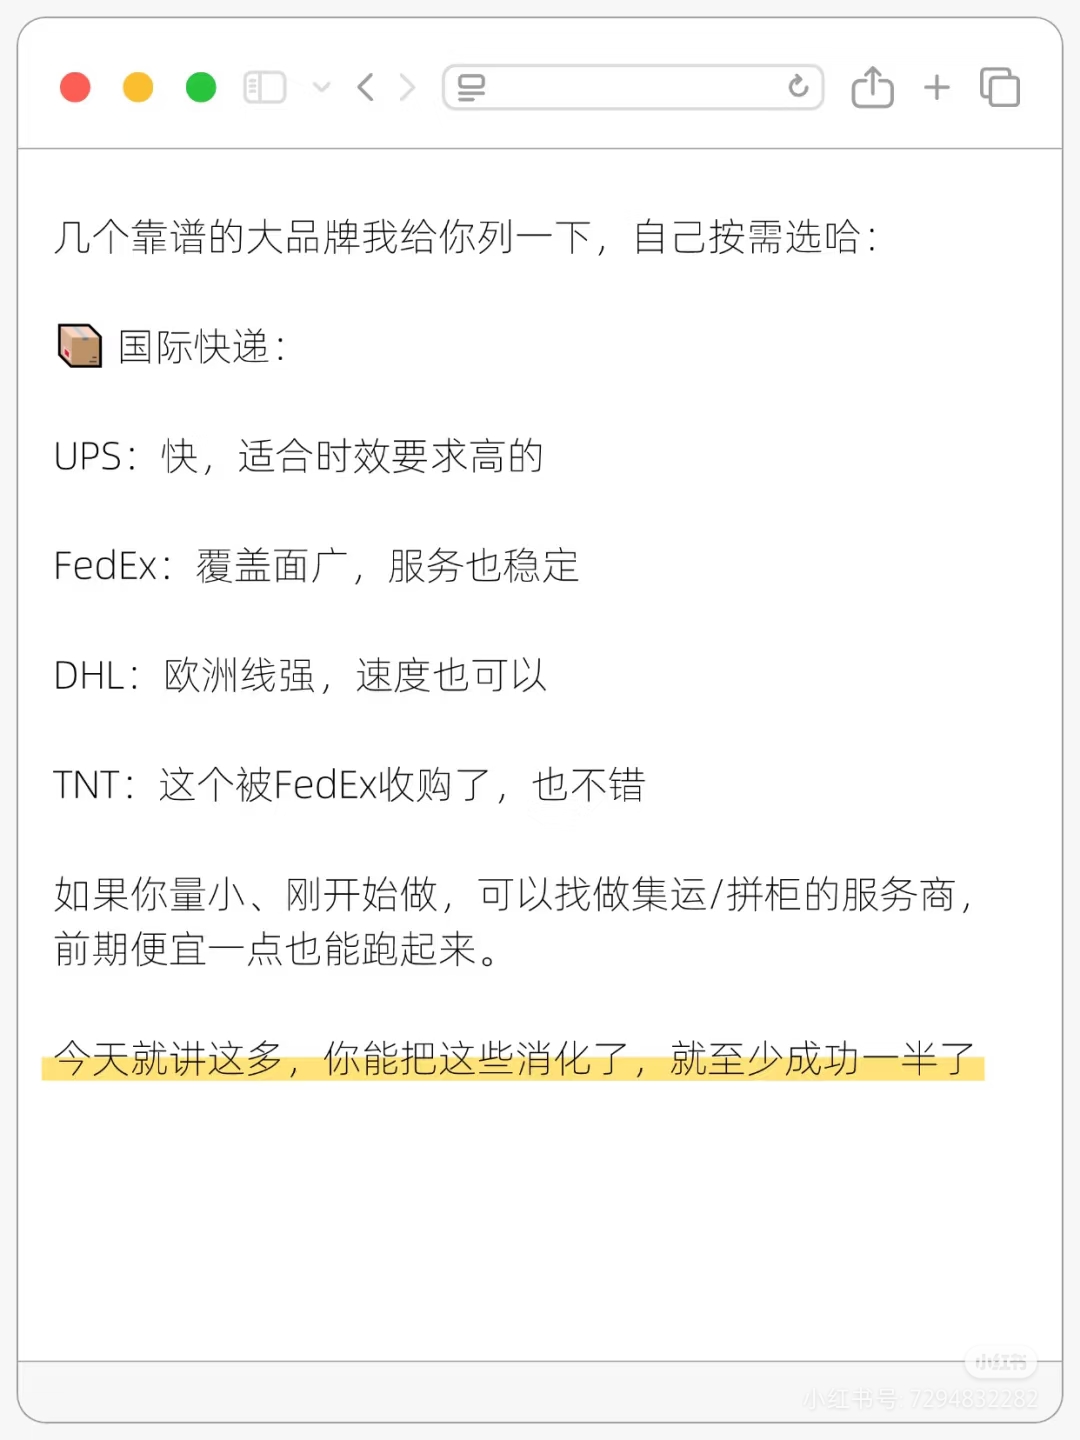 几个靠谱的大品牌我给你列一下，自己按需选哈：
国际快递：
UPS：快，适合时效要求高的
FedEx：覆盖面广，服务也稳定
DHL：欧洲线强，速度也可以
TNT：这个被FedEx收购了，也不错
如果你量小、刚开始做，可以找做集运/拼柜的服务商，
前期便宜一点也能跑起来。
今天就讲这多，你能把这些消化了，就至少成功一半了
小红书
小红书号: 7294832282